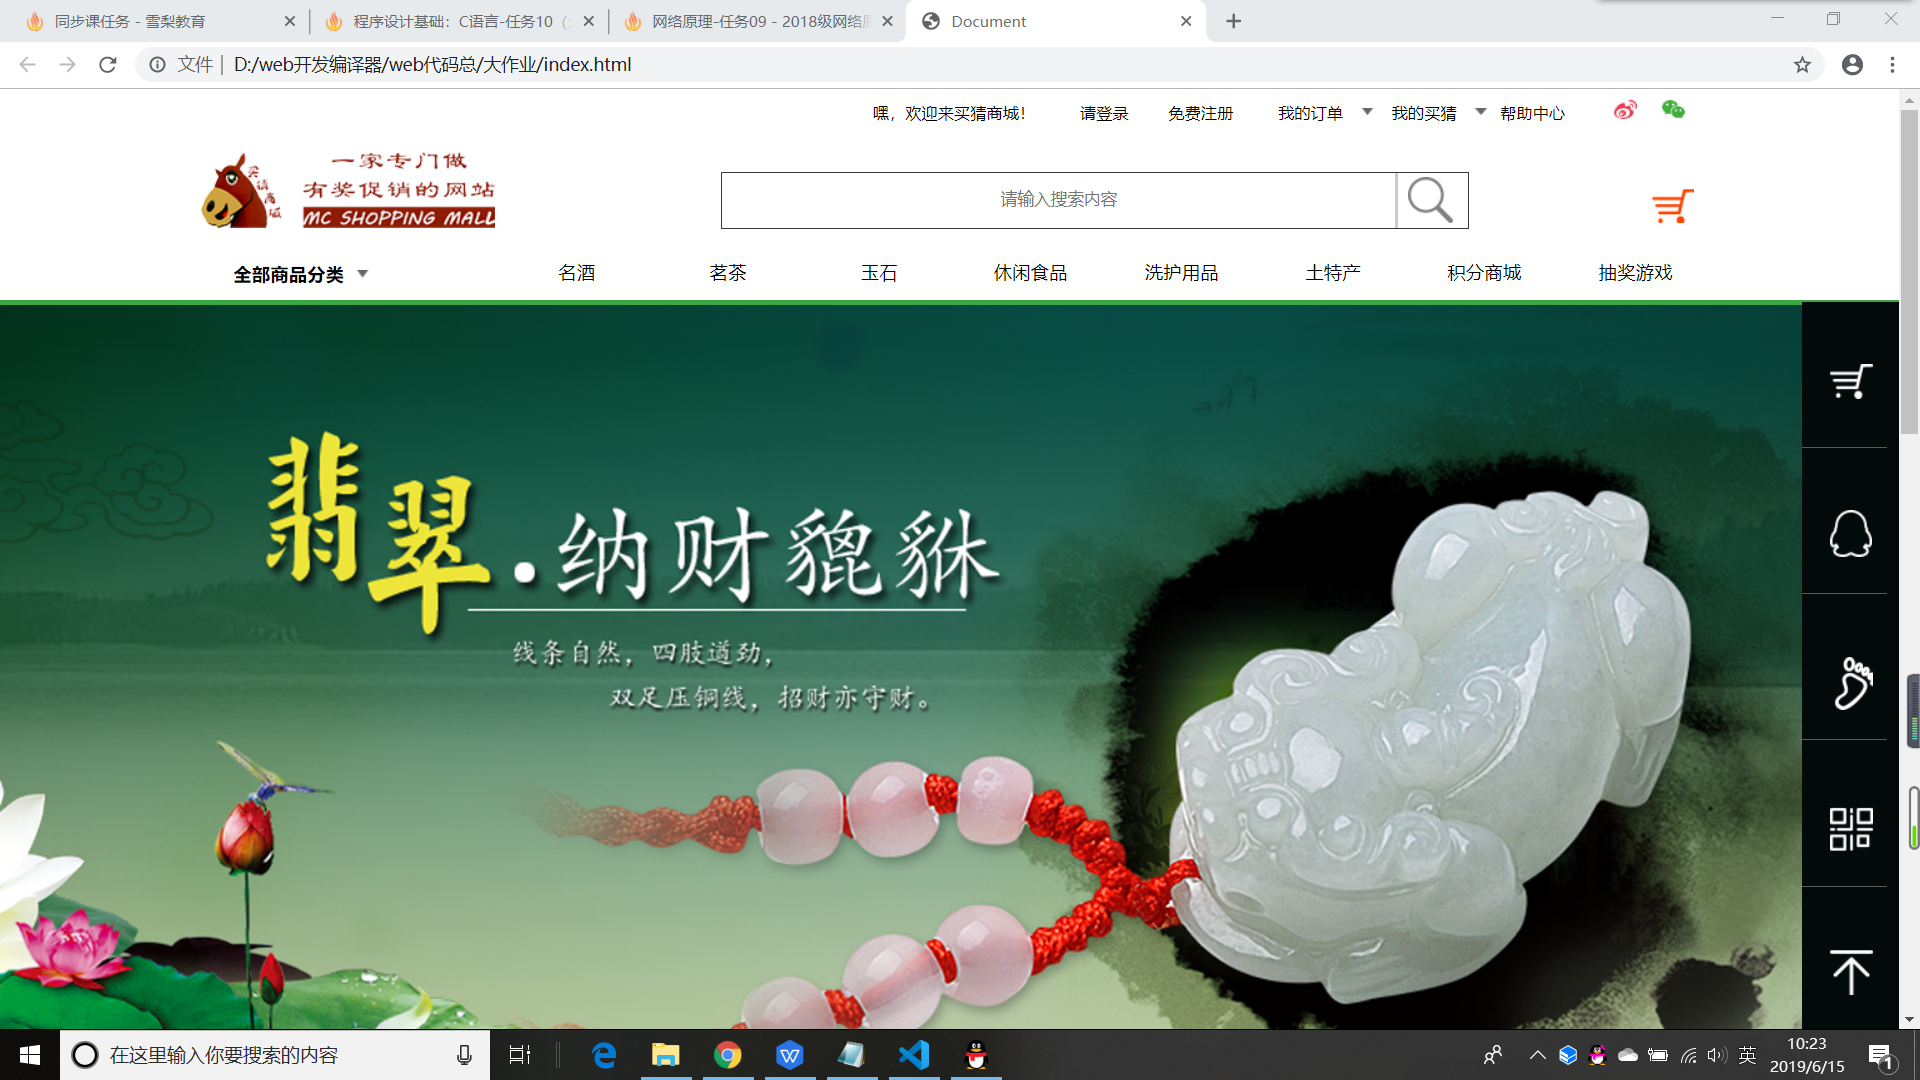 同步课任务 - 雪梨教育
程序设计基础：C语言-任务10
网络原理-任务09 - 2018级网络
Document
文件 | D:/web开发编译器/web代码总/大作业/index.html
嘿，欢迎来买猜商城！ 请登录 免费注册 我的订单 我的买猜 帮助中心
买猜商城
一家专门做
有奖促销的网站
MC SHOPPING MALL
请输入搜索内容
全部商品分类 名酒 茗茶 玉石 休闲食品 洗护用品 土特产 积分商城 抽奖游戏
翡翠.纳财貔貅
线条自然，四肢遒劲，
双足压铜线，招财亦守财。
在这里输入你要搜索的内容
英
10:23
2019/6/15
1